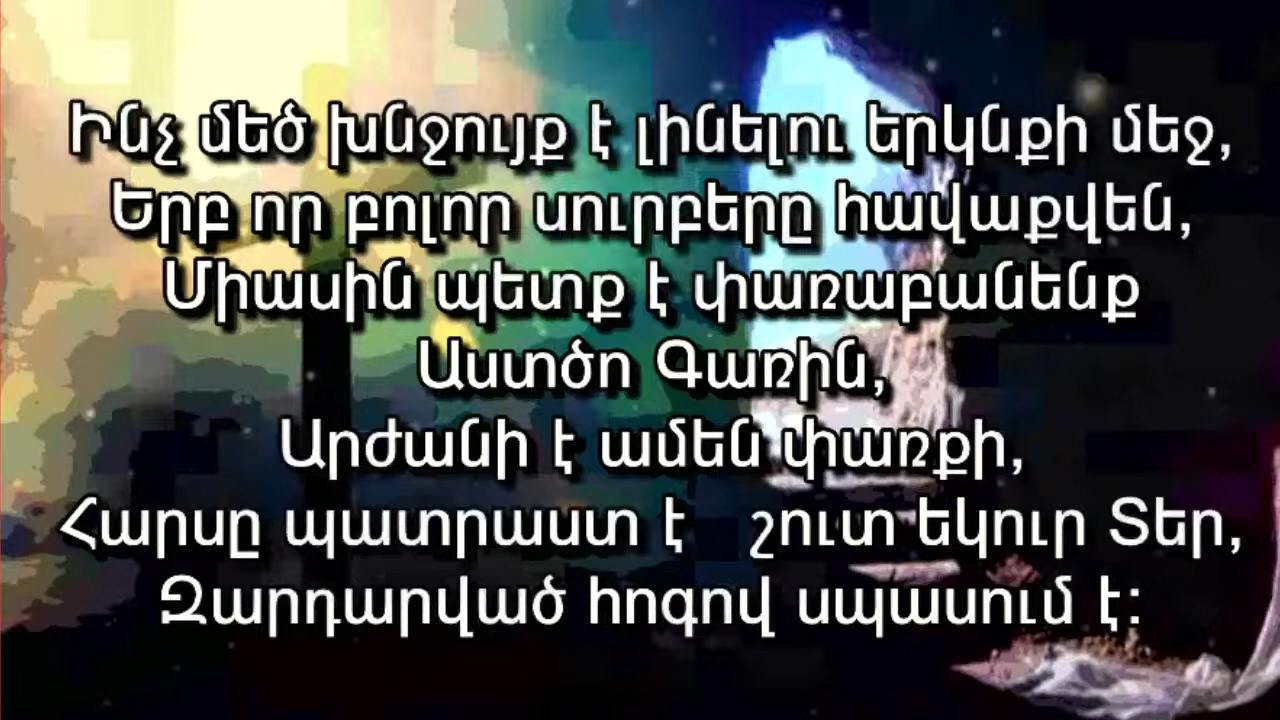 Ինչ մեծ խնջույք է լինելու երկնքի մեջ,
Երբ որ բոլոր սուրբերը հավաքվեն,
Միասին պետք է փառաբանենք
Աստծո Գառին,
Արժանի է ամեն փառքի,
Հարսը պատրաստ է շուտ եկուր Տեր,
Զարդարված հոգով սպասում է: